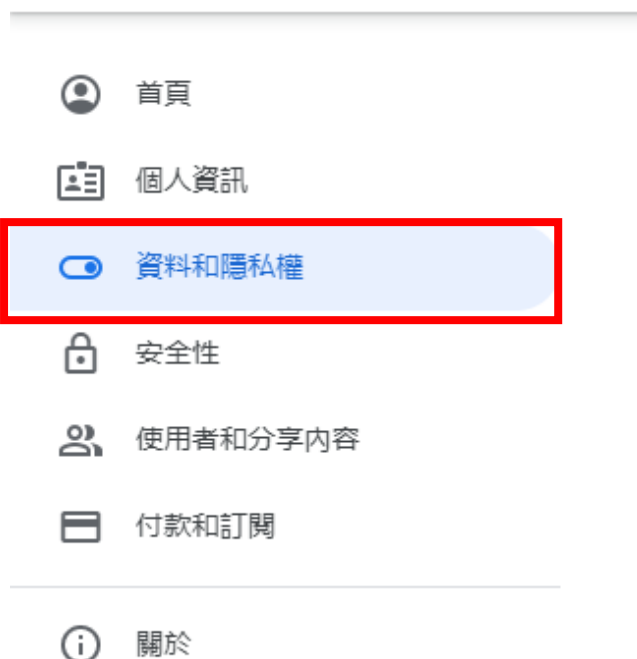 首頁
個人資訊
資料和隱私權
安全性
使用者和分享內容
付款和訂閱
關於